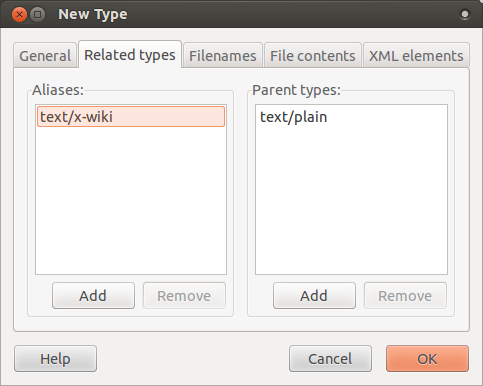 New Type
General Related types Filenames File contents XML elements
Aliases: Parent types:
text/x-wiki text/plain
Add Remove Add Remove
Help Cancel OK